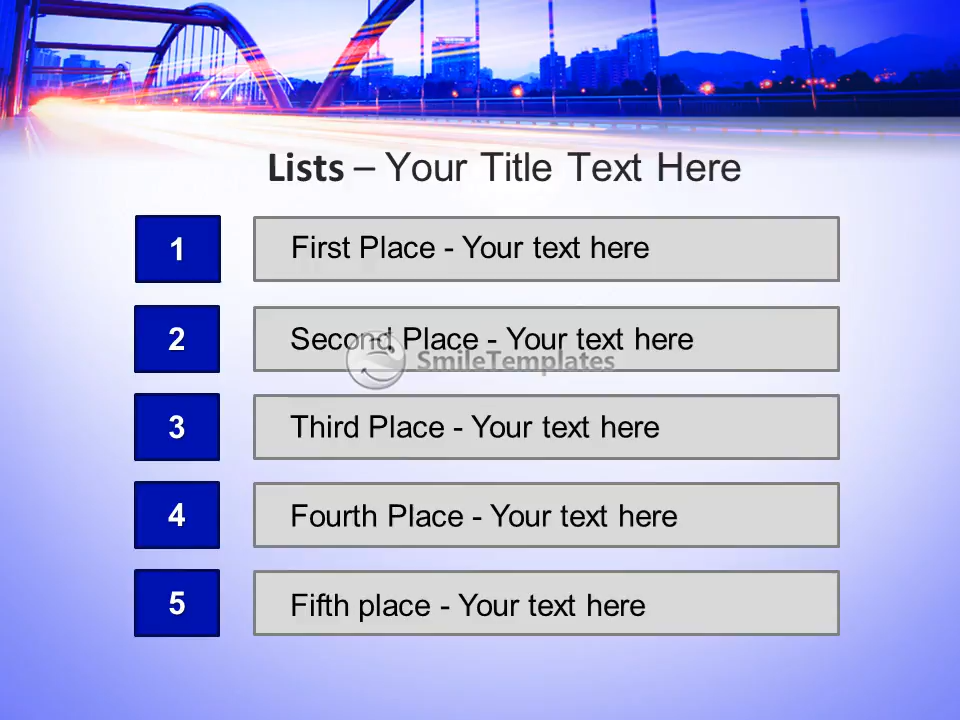 Lists – Your Title Text Here
1
First Place - Your text here
2
Second Place - Your text here
SmileTemplates
3
Third Place - Your text here
4
Fourth Place - Your text here
5
Fifth place - Your text here